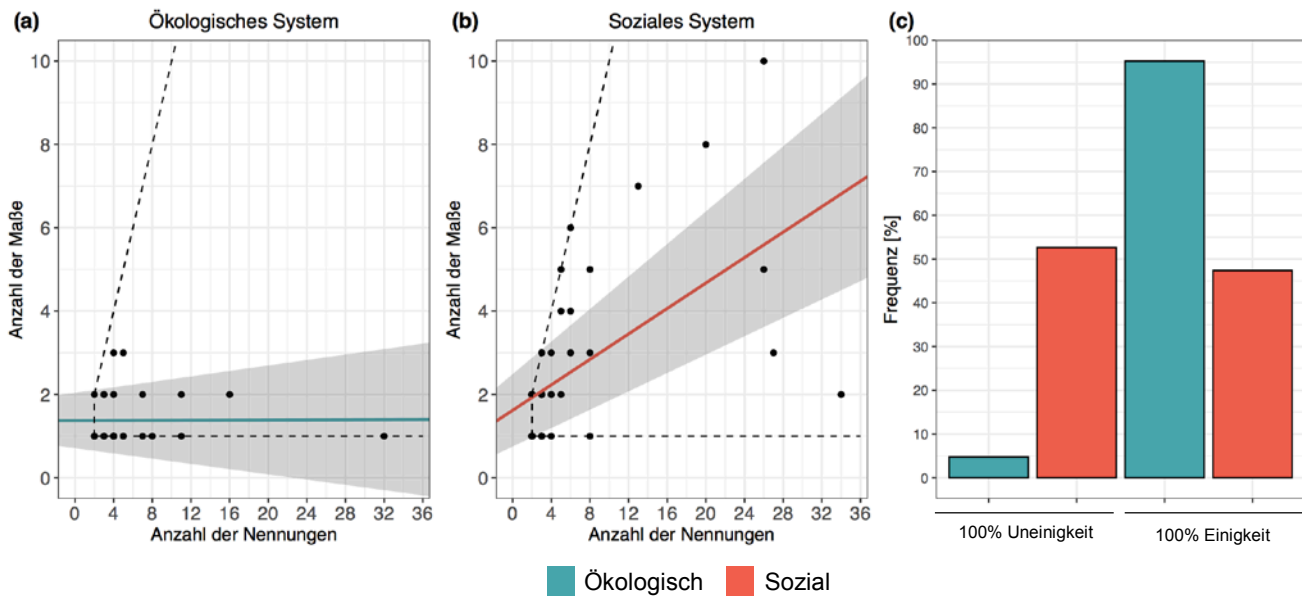 (a)
Ökologisches System
Anzahl der Maße
10
8
6
4
2
0
0 4 8 12 16 20 24 28 32 36
Anzahl der Nennungen
(b)
Soziales System
Anzahl der Maße
10
8
6
4
2
0
0 4 8 12 16 20 24 28 32 36
Anzahl der Nennungen
(c)
Frequenz [%]
100
90
80
70
60
50
40
30
20
10
0
100% Uneinigkeit
100% Einigkeit
Ökologisch
Sozial